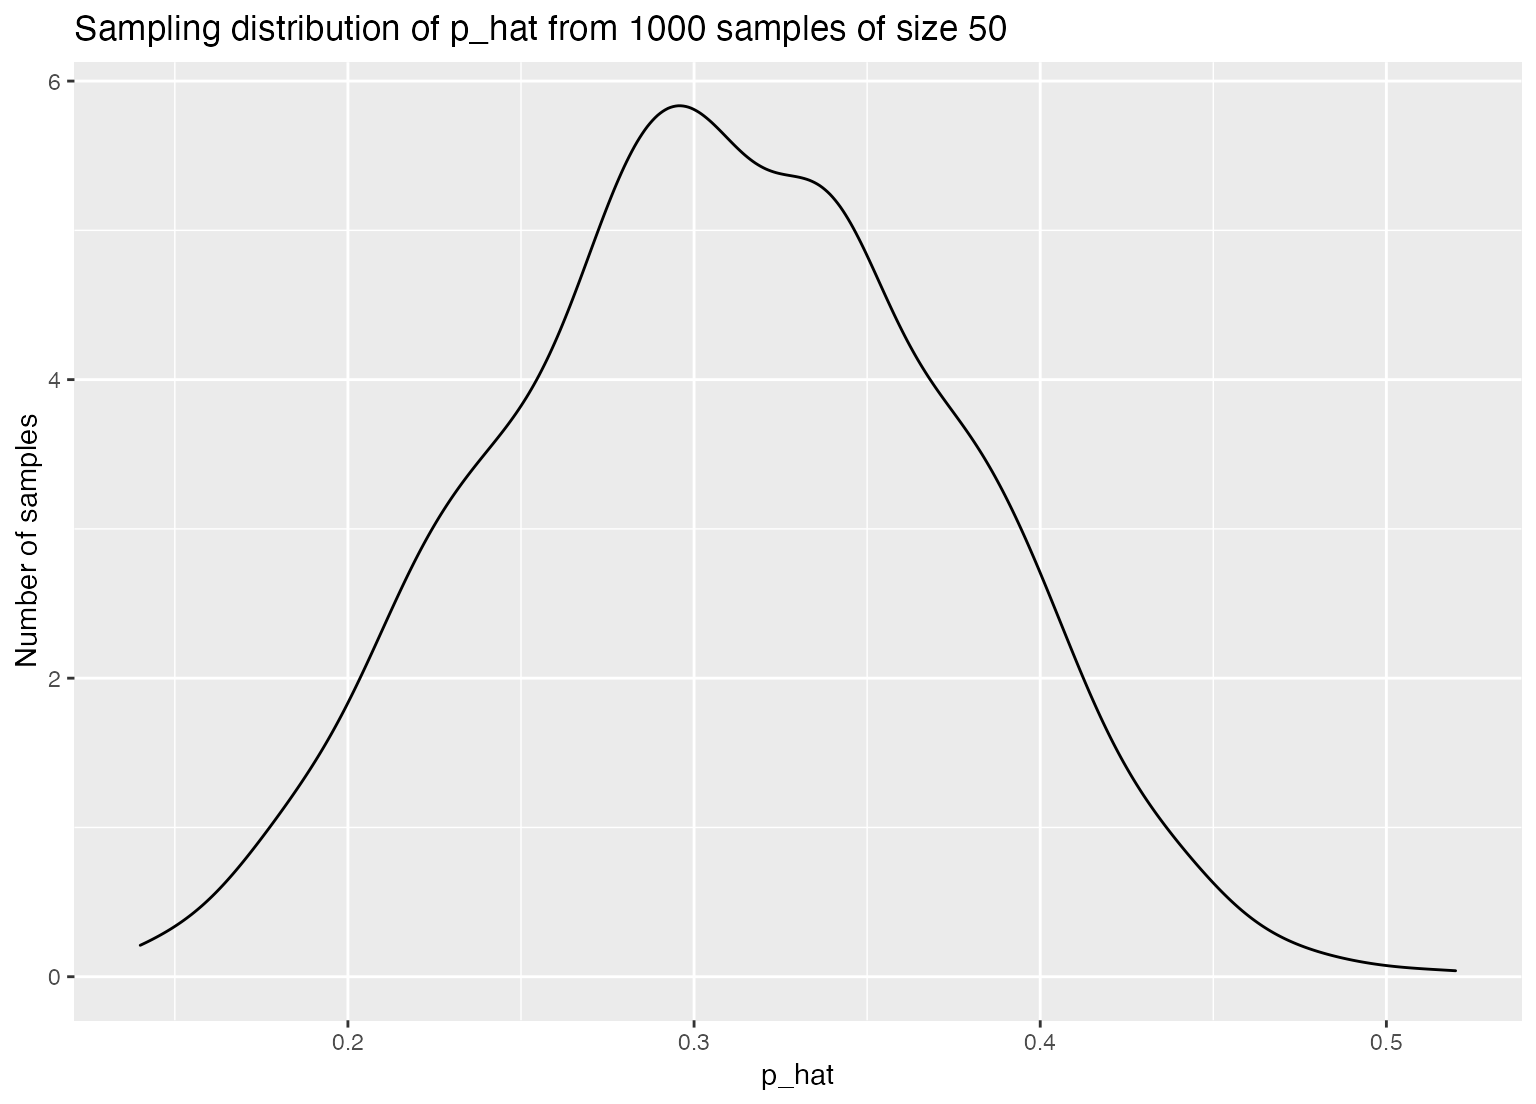 Sampling distribution of p_hat from 1000 samples of size 50
6
4
2
0
Number of samples
0.2
0.3
0.4
0.5
p_hat